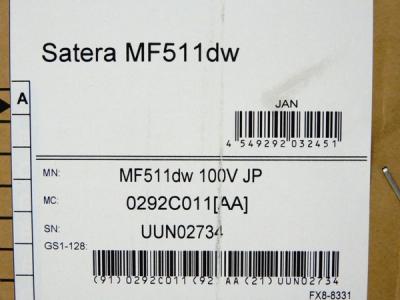 Satera MF511dw
A
JAN
4 549292 032451
MN: MF511dw 100V JP
MC: 0292C011[AA]
SN: UUN02734
GS1-128:
(91)0292C011(92)AA(21)UUN02734
FX8-8331